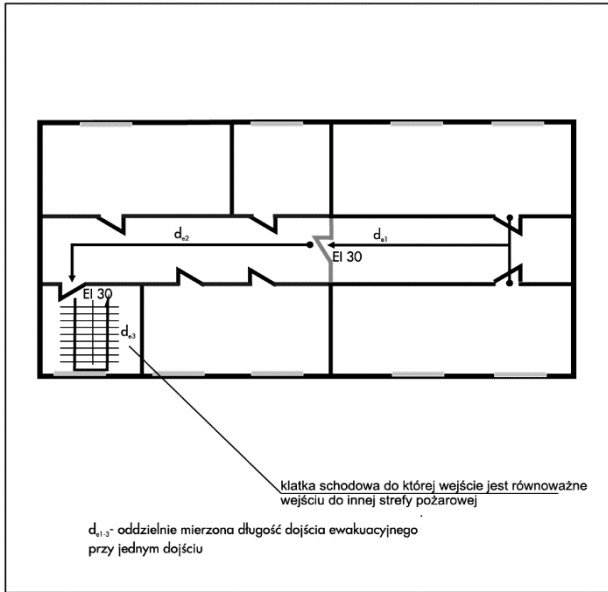 dₑ₂
dₑ₁
EI 30
EI 30
dₑ₃
klatka schodowa do której wejście jest równoważne
wejściu do innej strefy pożarowej
dₑ₁₋₃- oddzielnie mierzona długość dojścia ewakuacyjnego
przy jednym dojściu